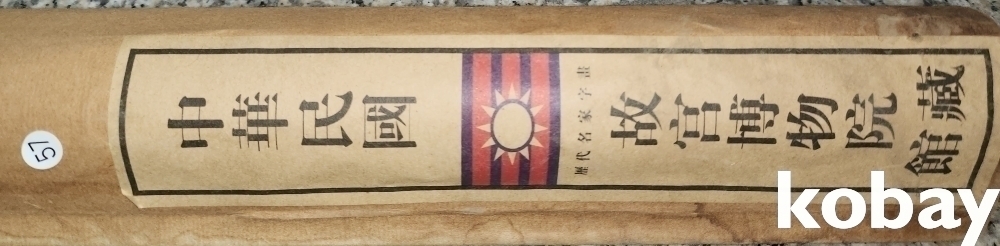 中華民國
歷代名家字畫
故宮博物院
館藏
57
kobay